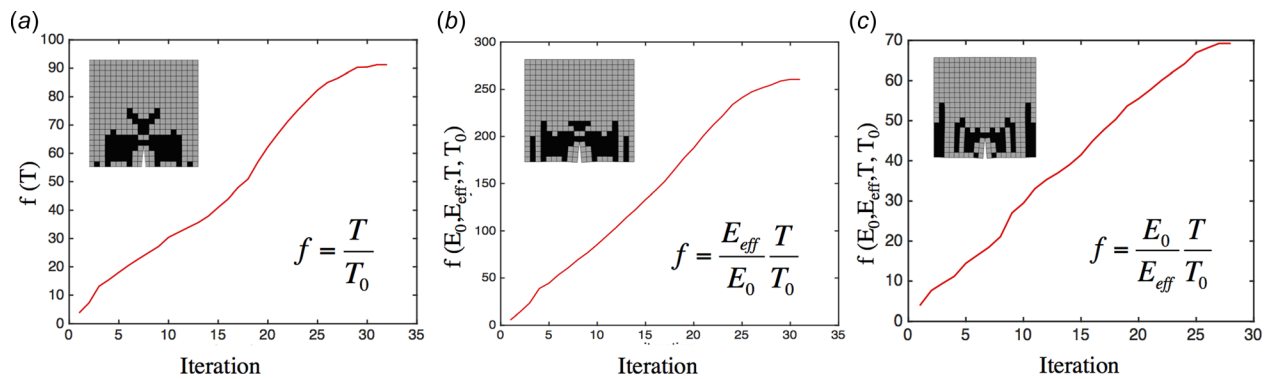 (a)
100
90
80
70
60
50
40
30
20
10
0
f (T)
f = T / T0
0 5 10 15 20 25 30 35
Iteration
(b)
300
250
200
150
100
50
0
f (E0,Eeff,T, T0)
f = Eeff / E0 T / T0
0 5 10 15 20 25 30 35
Iteration
(c)
70
60
50
40
30
20
10
0
f (E0,Eeff,T, T0)
f = E0 / Eeff T / T0
0 5 10 15 20 25 30
Iteration